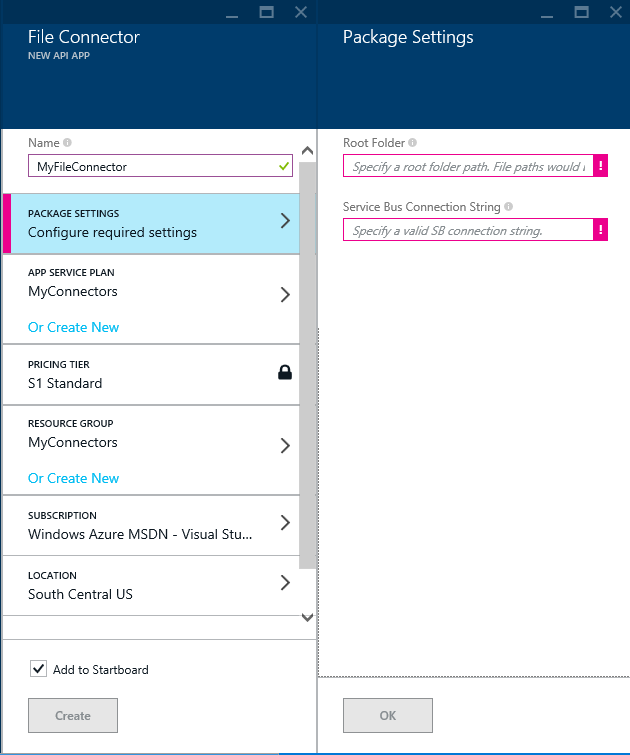 File Connector
NEW API APP
Name
MyFileConnector
PACKAGE SETTINGS
Configure required settings
APP SERVICE PLAN
MyConnectors
Or Create New
PRICING TIER
S1 Standard
RESOURCE GROUP
MyConnectors
Or Create New
SUBSCRIPTION
Windows Azure MSDN - Visual Stu...
LOCATION
South Central US
Add to Startboard
Create
Package Settings
Root Folder
Specify a root folder path. File paths would
Service Bus Connection String
Specify a valid SB connection string.
OK